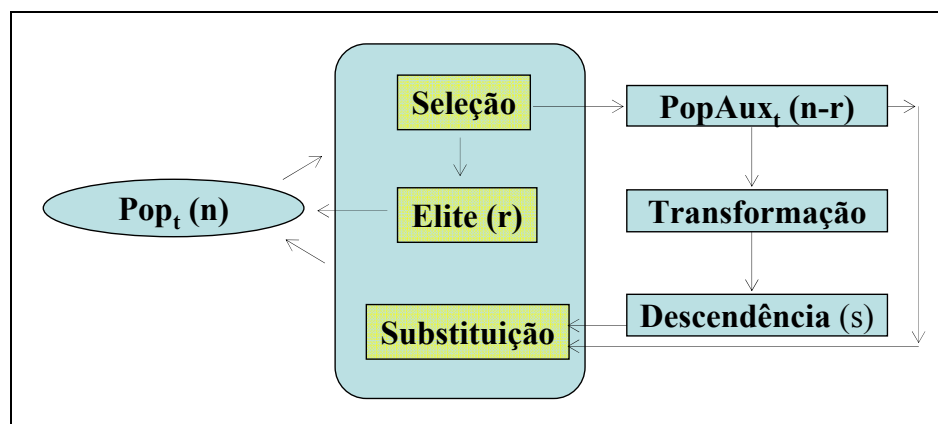 Seleção
PopAuxt (n-r)
Popt (n)
Elite (r)
Transformação
Substituição
Descendência (s)